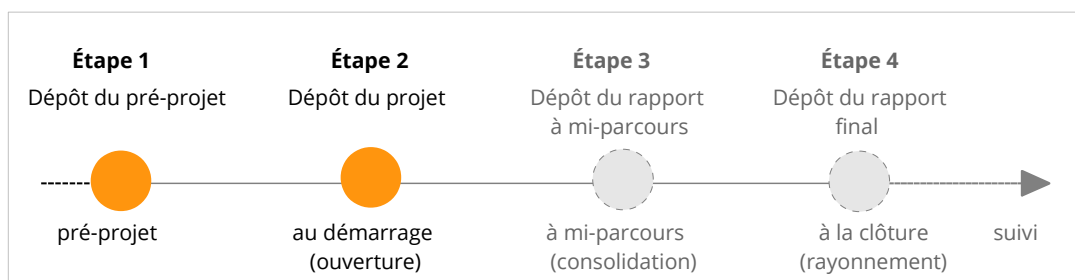 Étape 1
Dépôt du pré-projet
Étape 2
Dépôt du projet
Étape 3
Dépôt du rapport
à mi-parcours
Étape 4
Dépôt du rapport
final
pré-projet
au démarrage
(ouverture)
à mi-parcours
(consolidation)
à la clôture
(rayonnement)
suivi